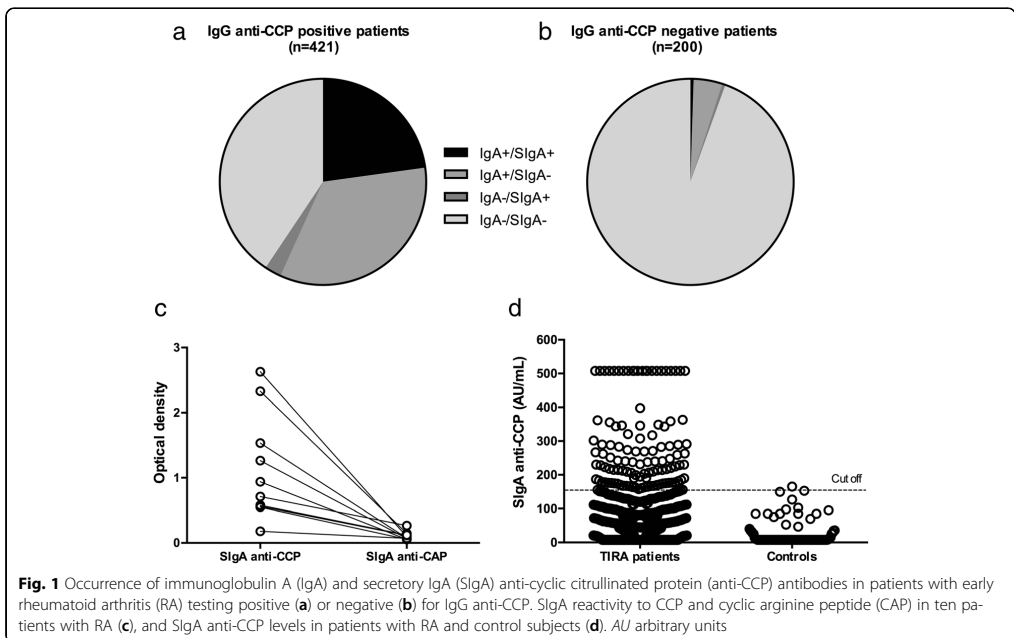 a
IgG anti-CCP positive patients
(n=421)
b
IgG anti-CCP negative patients
(n=200)
IgA+/SIgA+
IgA+/SIgA-
IgA-/SIgA+
IgA-/SIgA-
c
3
2
1
0
Optical density
SIgA anti-CCP
SIgA anti-CAP
d
600
500
400
300
200
100
0
SIgA anti-CCP (AU/mL)
Cut off
TIRA patients
Controls
Fig. 1 Occurrence of immunoglobulin A (IgA) and secretory IgA (SIgA) anti-cyclic citrullinated protein (anti-CCP) antibodies in patients with early
rheumatoid arthritis (RA) testing positive (a) or negative (b) for IgG anti-CCP. SIgA reactivity to CCP and cyclic arginine peptide (CAP) in ten pa-
tients with RA (c), and SIgA anti-CCP levels in patients with RA and control subjects (d). AU arbitrary units